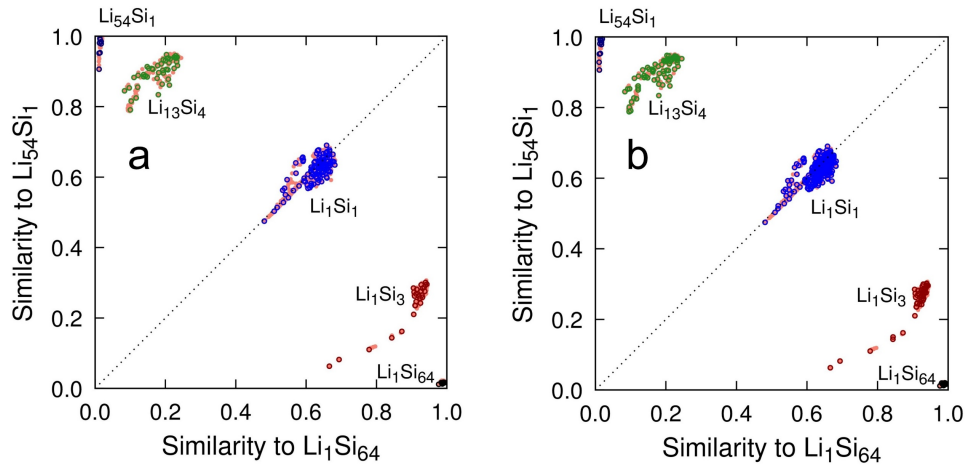 Li₅₄Si₁
1.0
0.8
0.6
0.4
0.2
0.0
0.0 0.2 0.4 0.6 0.8 1.0
Similarity to Li₅₄Si₁
Similarity to Li₁Si₆₄
a
Li₁₃Si₄
Li₁Si₁
Li₁Si₃
Li₁Si₆₄
Li₅₄Si₁
1.0
0.8
0.6
0.4
0.2
0.0
0.0 0.2 0.4 0.6 0.8 1.0
Similarity to Li₅₄Si₁
Similarity to Li₁Si₆₄
b
Li₁₃Si₄
Li₁Si₁
Li₁Si₃
Li₁Si₆₄